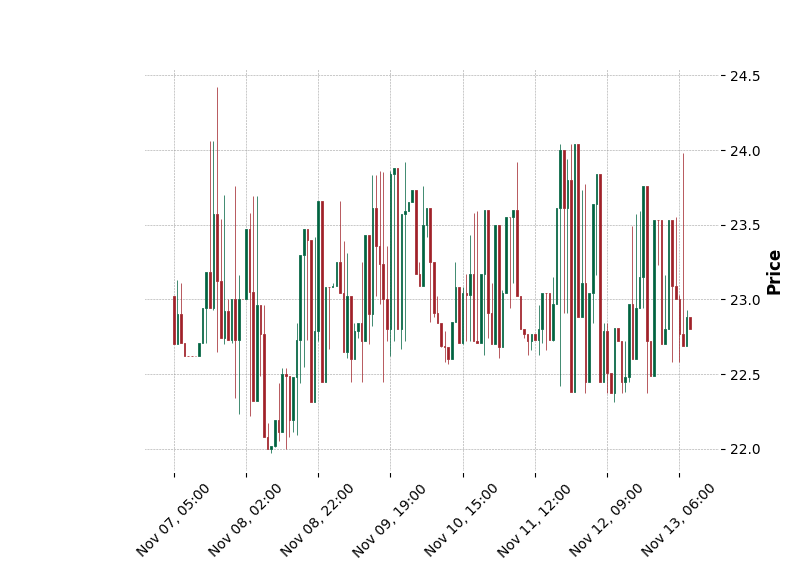 24.5
24.0
23.5
23.0
22.5
22.0
Price
Nov 07, 05:00
Nov 08, 02:00
Nov 08, 22:00
Nov 09, 19:00
Nov 10, 15:00
Nov 11, 12:00
Nov 12, 09:00
Nov 13, 06:00